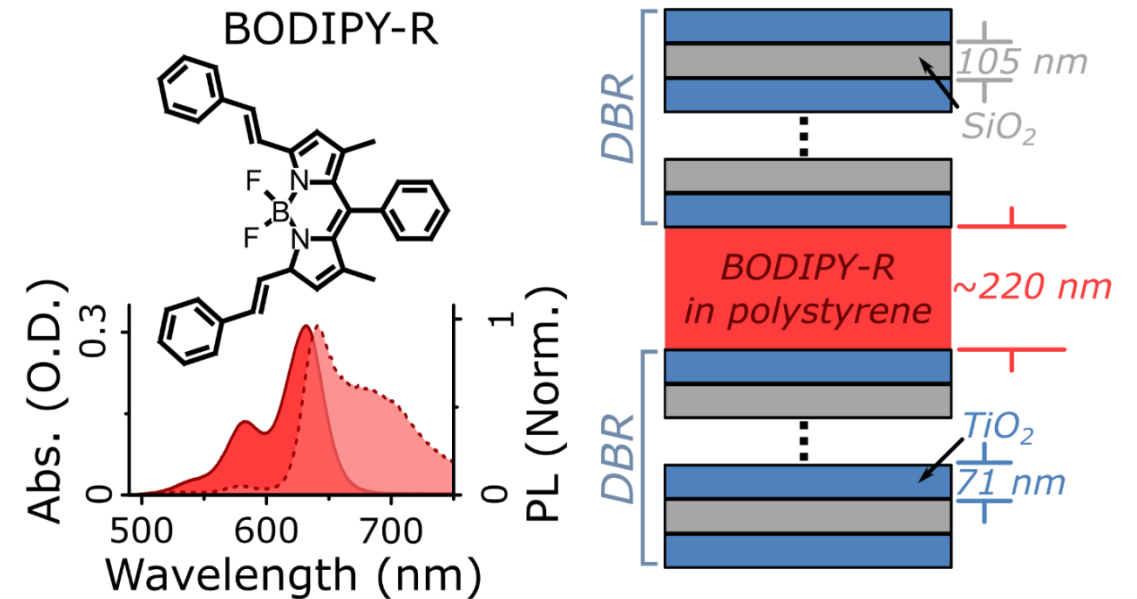 BODIPY-R
F
F
B
N
N
Abs. (O.D.)
0.3
0
500
600
700
Wavelength (nm)
1
0
PL (Norm.)
DBR
105 nm
SiO₂
BODIPY-R
in polystyrene
~220 nm
DBR
TiO₂
71 nm